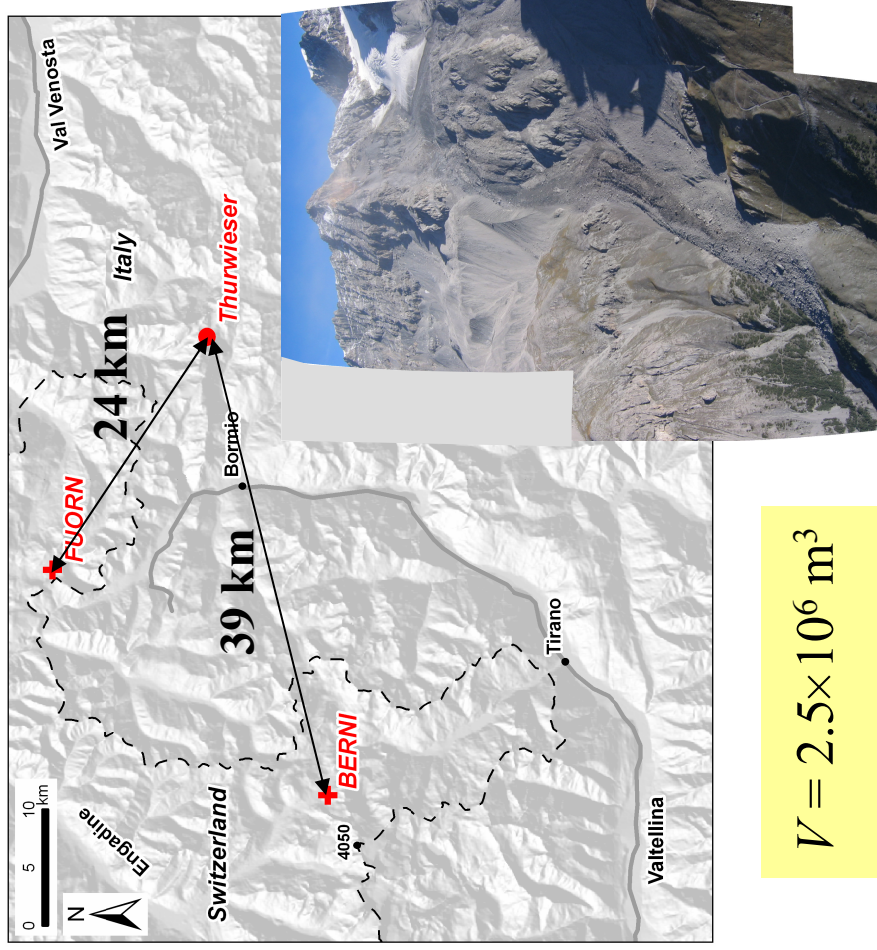 Val Venosta
Italy
Thurwieser
24 km
FUORN
Bormio
39 km
BERNI
Tirano
4050
Switzerland
Engadine
Valtellina
0 5 10
km
N
V = 2.5×10⁶ m³